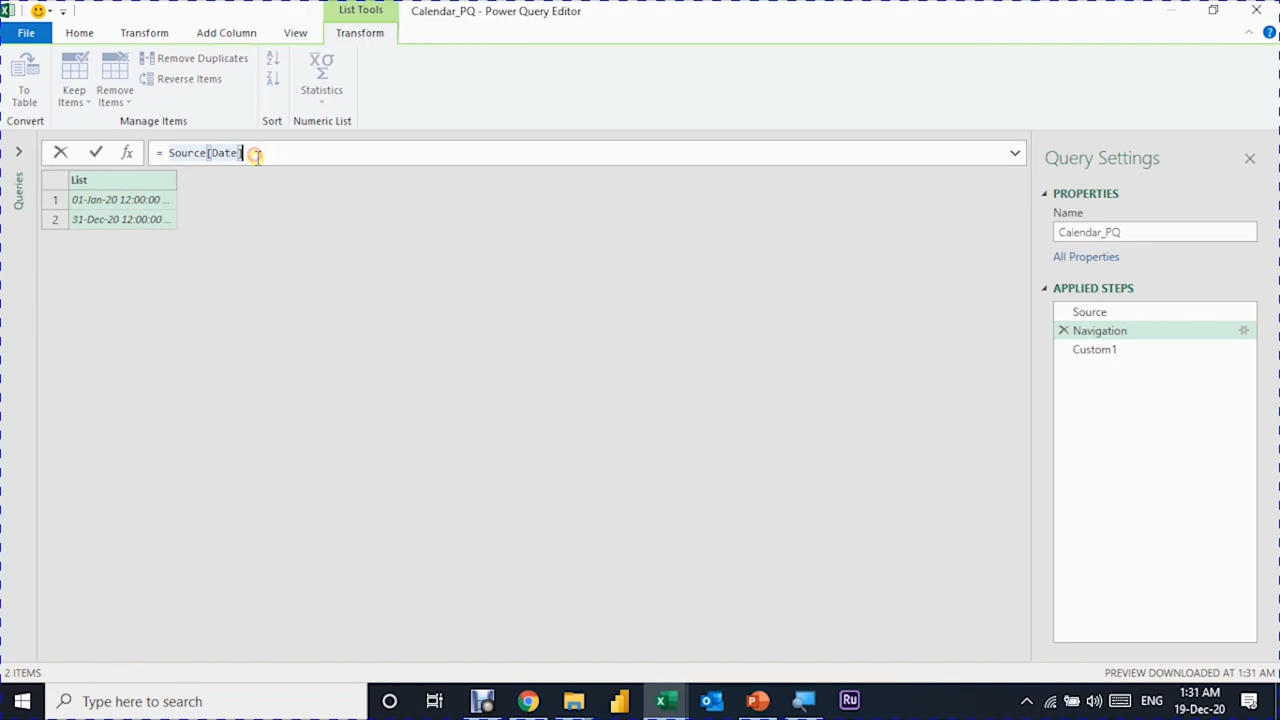 List Tools
Calendar_PQ - Power Query Editor
File
Home
Transform
Add Column
View
Transform
To
Table
Keep
Items
Remove
Items
Remove Duplicates
Reverse Items
Statistics
Convert
Manage Items
Sort
Numeric List
Queries
= Source[Date]
List
1 01-Jan-20 12:00:00 ...
2 31-Dec-20 12:00:00 ...
Query Settings
PROPERTIES
Name
Calendar_PQ
All Properties
APPLIED STEPS
Source
Navigation
Custom1
2 ITEMS
PREVIEW DOWNLOADED AT 1:31 AM
Type here to search
Ru
ENG
1:31 AM
19-Dec-20